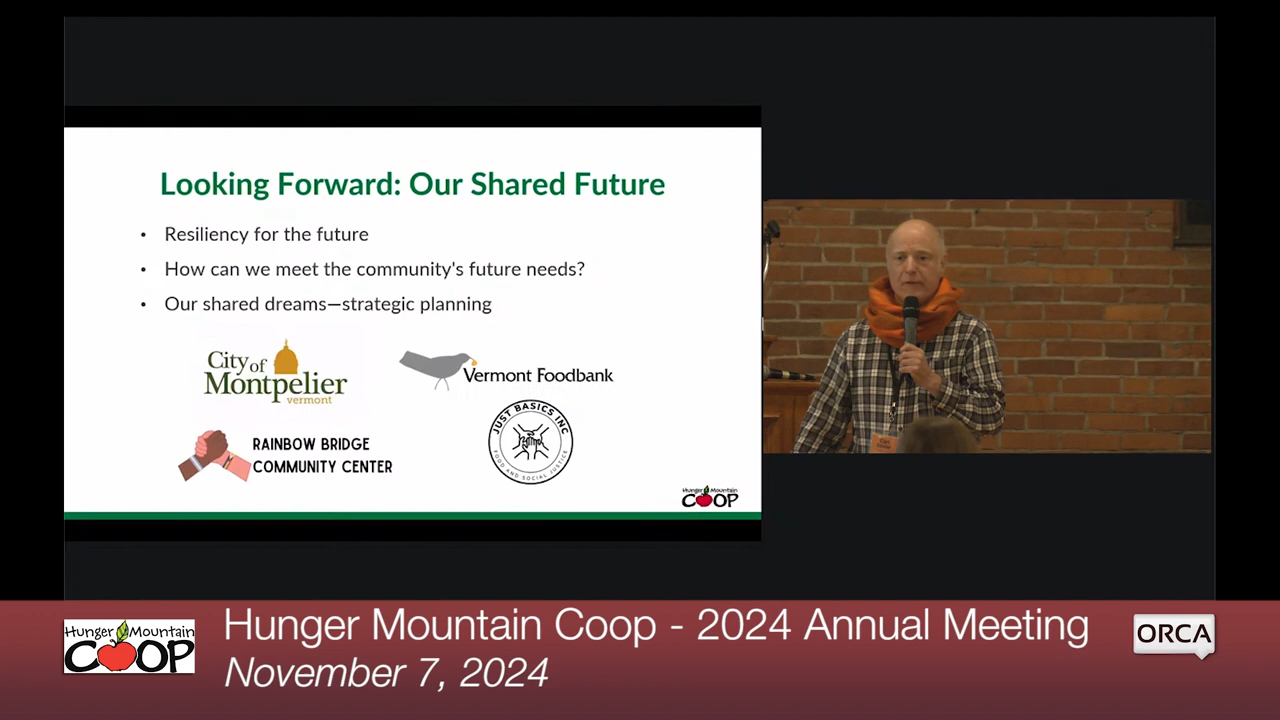 Looking Forward: Our Shared Future
• Resiliency for the future
• How can we meet the community's future needs?
• Our shared dreams—strategic planning
City of
Montpelier
vermont
Vermont Foodbank
RAINBOW BRIDGE
COMMUNITY CENTER
JUST BASICS INC
FOOD AND SOCIAL JUSTICE
Hunger Mountain
COOP
Hunger Mountain
COOP
Hunger Mountain Coop - 2024 Annual Meeting
November 7, 2024
ORCA